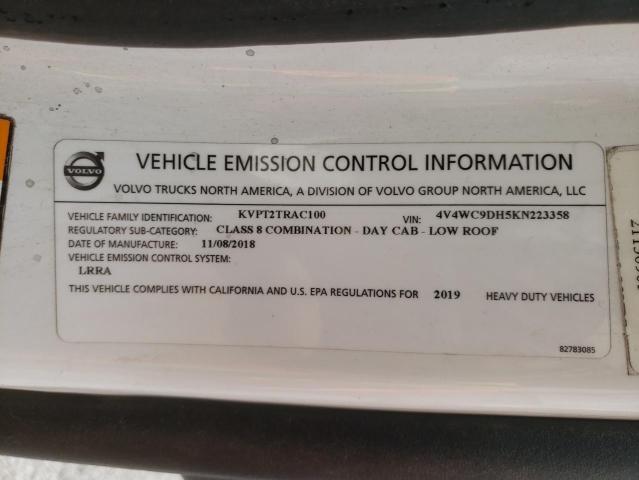 VOLVO
VEHICLE EMISSION CONTROL INFORMATION
VOLVO TRUCKS NORTH AMERICA, A DIVISION OF VOLVO GROUP NORTH AMERICA, LLC
VEHICLE FAMILY IDENTIFICATION: KVPT2TRAC100 VIN: 4V4WC9DH5KN223358
REGULATORY SUB-CATEGORY: CLASS 8 COMBINATION - DAY CAB - LOW ROOF
DATE OF MANUFACTURE: 11/08/2018
VEHICLE EMISSION CONTROL SYSTEM:
LRRA
THIS VEHICLE COMPLIES WITH CALIFORNIA AND U.S. EPA REGULATIONS FOR 2019 HEAVY DUTY VEHICLES
82783085